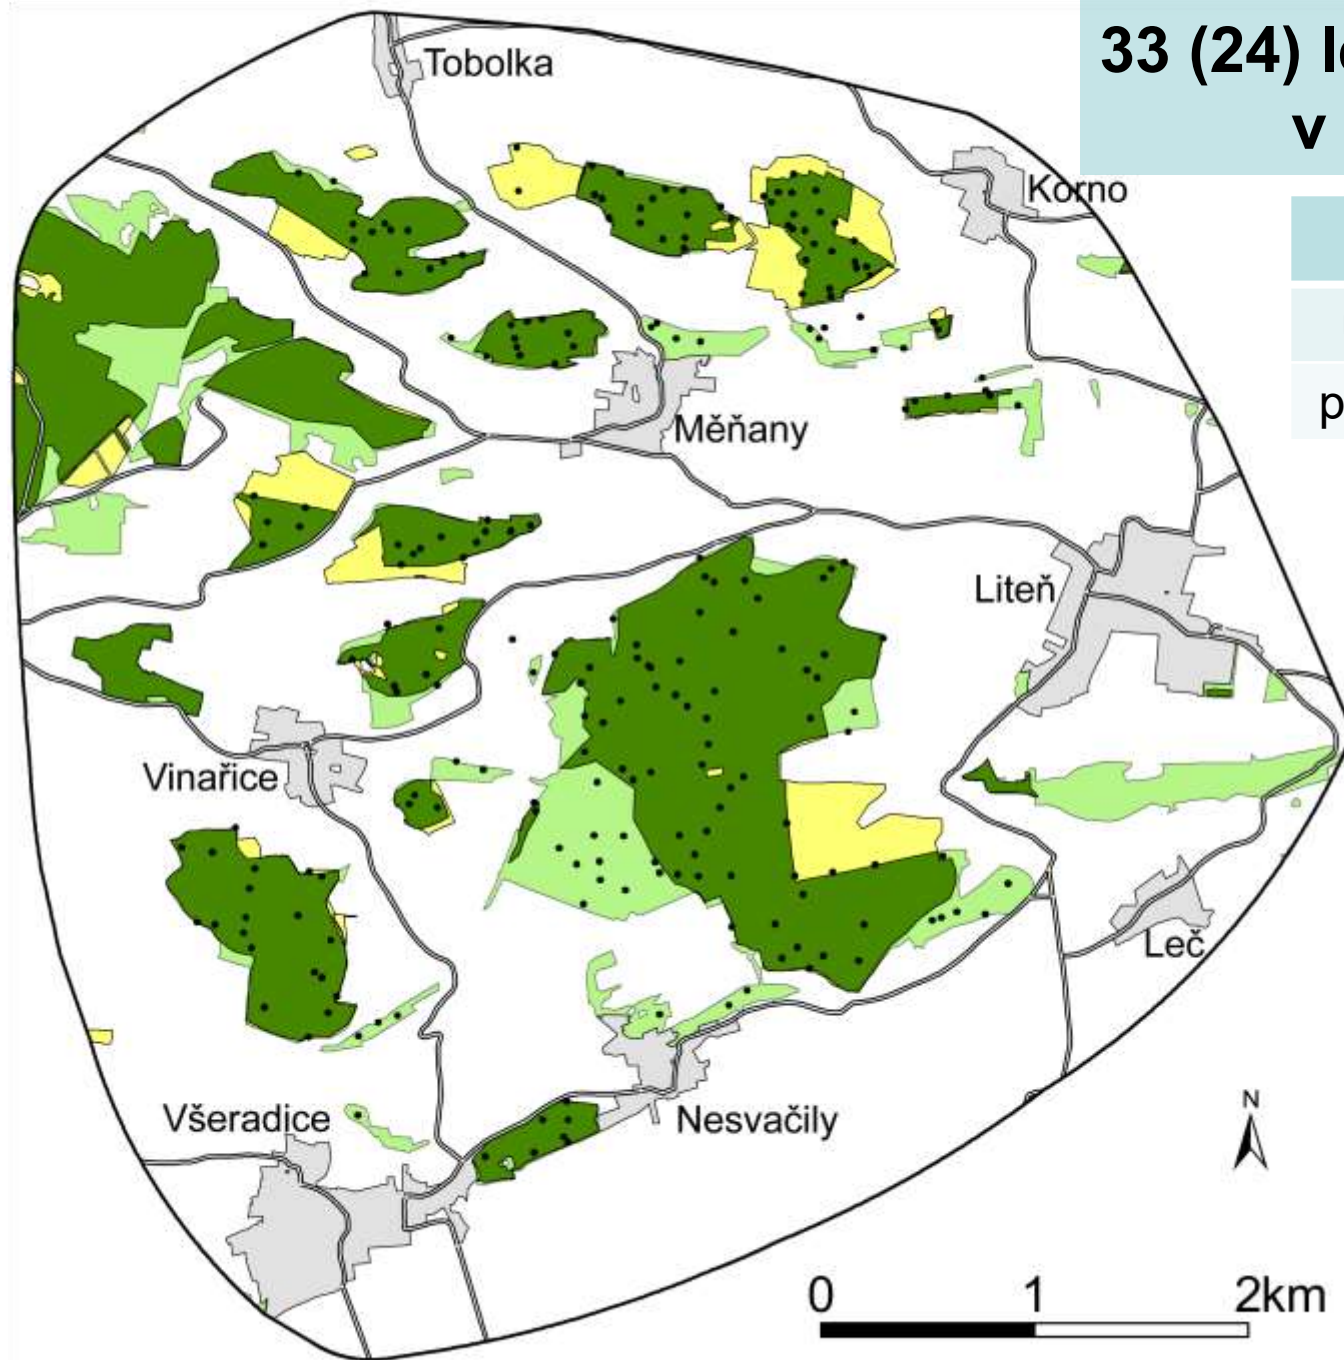 33 (24) l
v
Tobolka
Korno
p
Měňany
Liteň
Vinařice
Leč
Všeradice
Nesvačily
N
0 1 2km